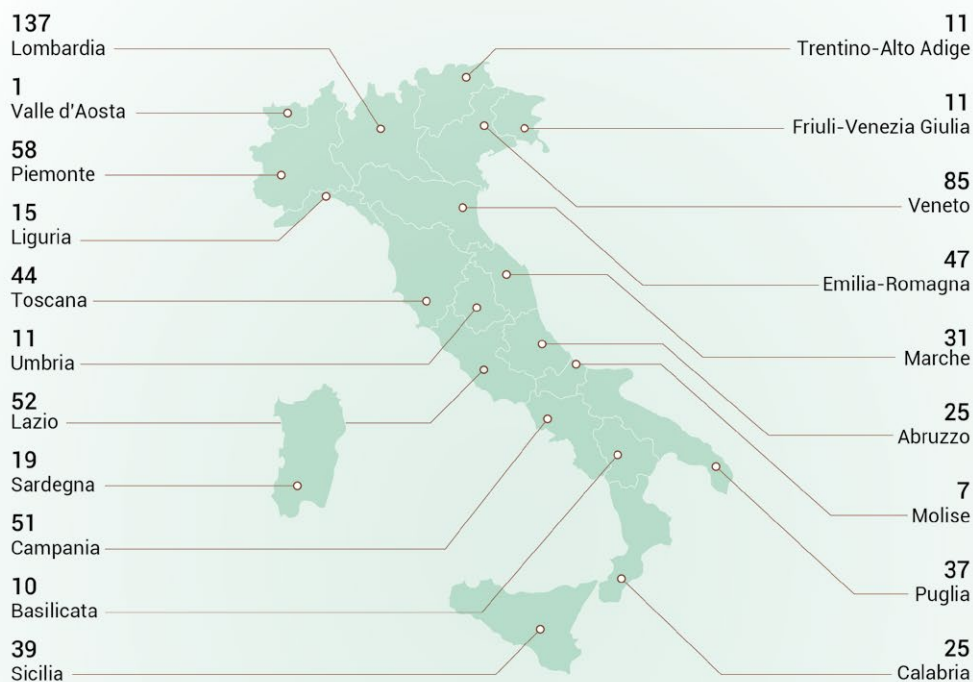 137
Lombardia
1
Valle d'Aosta
58
Piemonte
15
Liguria
44
Toscana
11
Umbria
52
Lazio
19
Sardegna
51
Campania
10
Basilicata
39
Sicilia
11
Trentino-Alto Adige
11
Friuli-Venezia Giulia
85
Veneto
47
Emilia-Romagna
31
Marche
25
Abruzzo
7
Molise
37
Puglia
25
Calabria